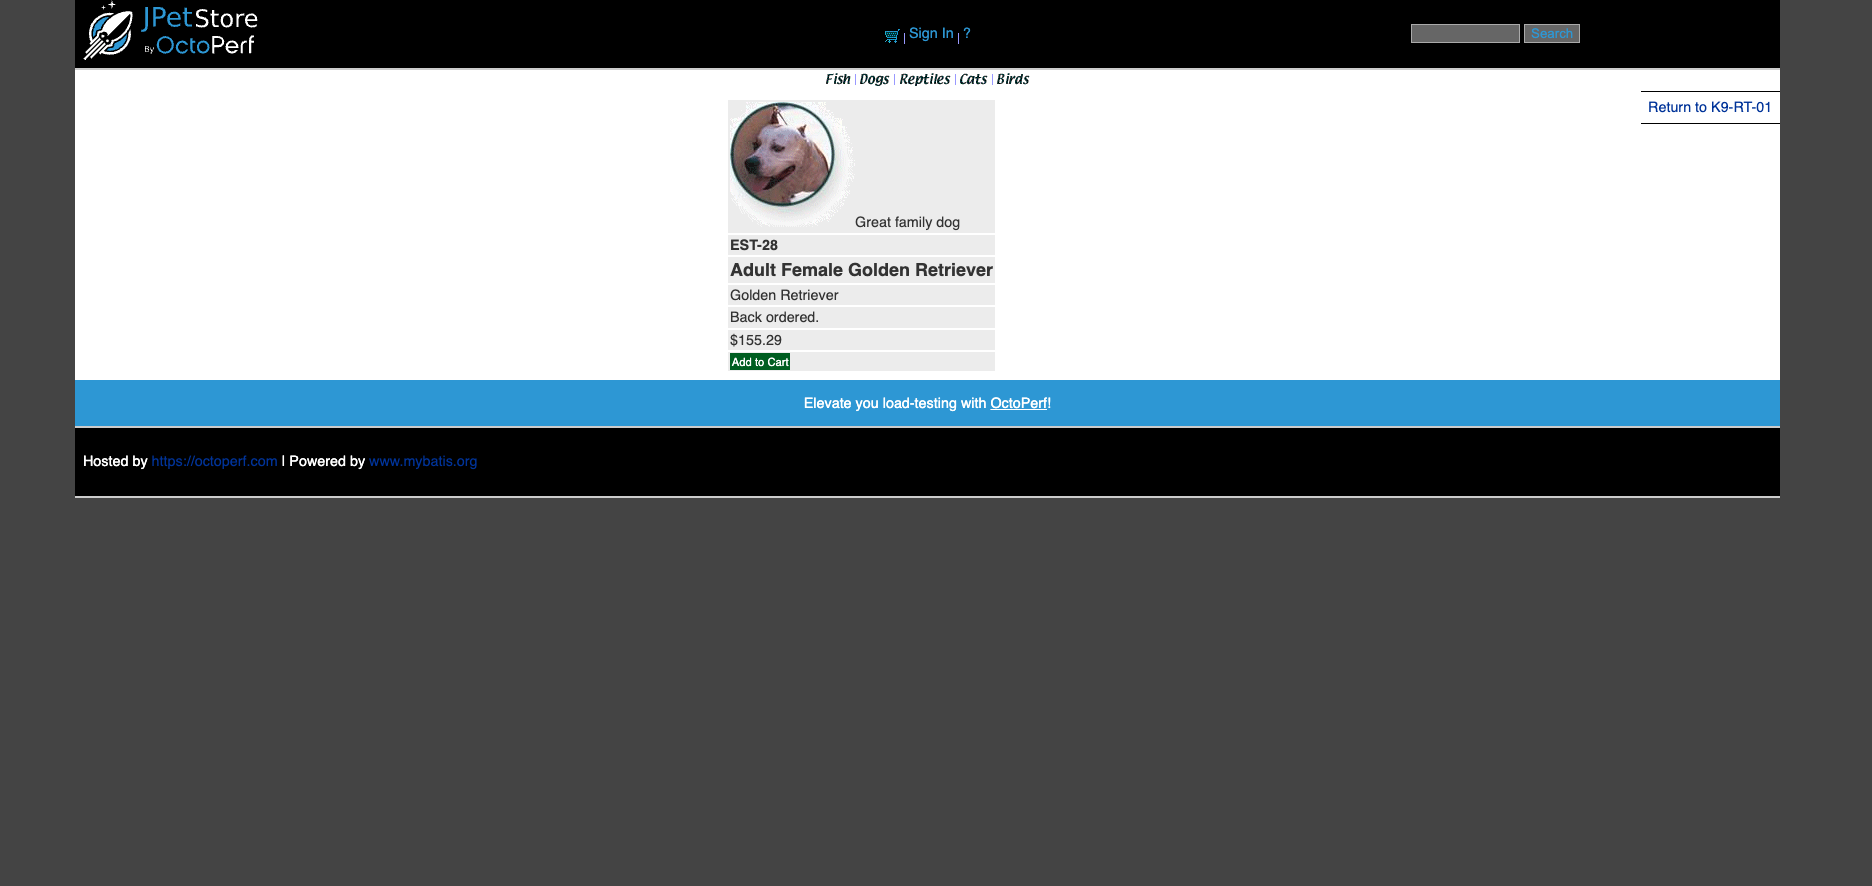 JPetStore
By OctoPerf
Sign In | ?
Search
Fish | Dogs | Reptiles | Cats | Birds
Return to K9-RT-01
Great family dog
EST-28
Adult Female Golden Retriever
Golden Retriever
Back ordered.
$155.29
Add to Cart
Elevate you load-testing with OctoPerf!
Hosted by https://octoperf.com | Powered by www.mybatis.org